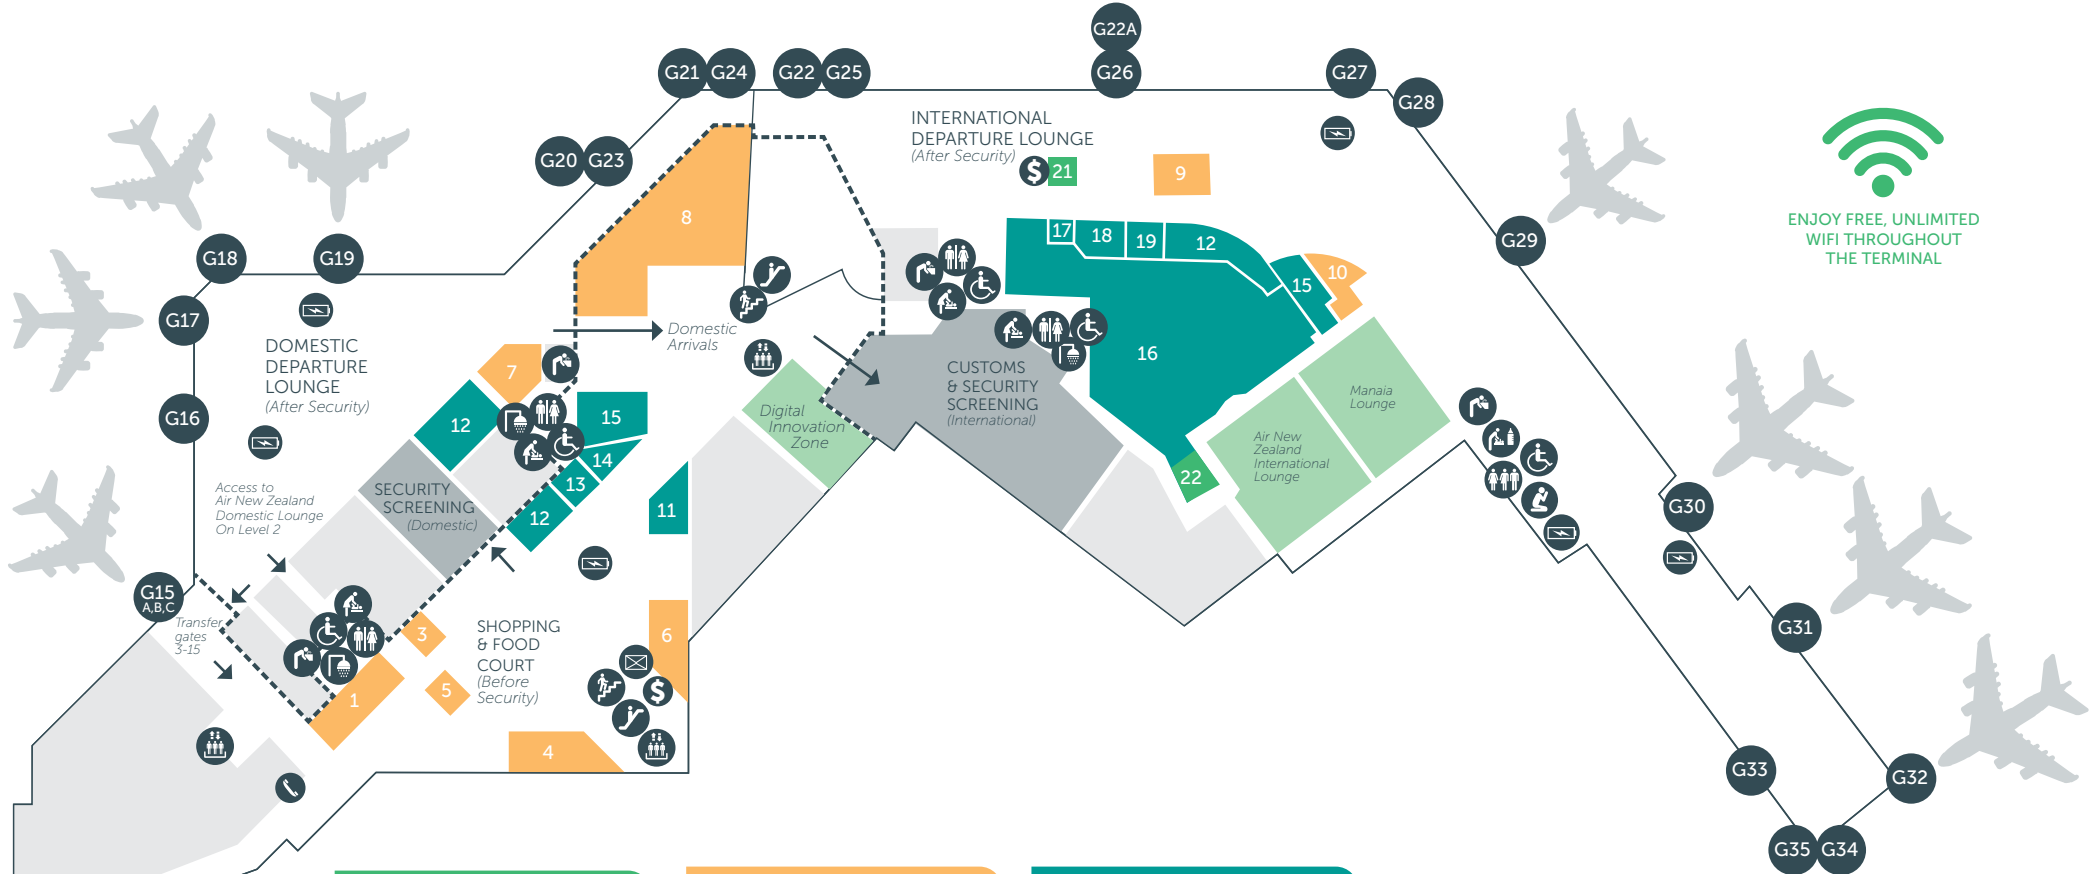 G22A
G21
G24
G22
G25
G26
G27
G28
INTERNATIONAL
DEPARTURE LOUNGE
(After Security)
$
21
9
G20
G23
8
17
18
19
12
15
10
G29
ENJOY FREE, UNLIMITED
WIFI THROUGHOUT
THE TERMINAL
G18
G19
G17
G16
DOMESTIC
DEPARTURE
LOUNGE
(After Security)
Domestic
Arrivals
7
12
15
14
13
12
11
SECURITY
SCREENING
(Domestic)
Digital
Innovation
Zone
CUSTOMS
& SECURITY
SCREENING
(International)
16
22
Air New
Zealand
International
Lounge
Manaia
Lounge
Access to
Air New Zealand
Domestic Lounge
On Level 2
G15
A,B,C
Transfer
gates
3-15
3
5
1
4
6
$
SHOPPING
& FOOD
COURT
(Before
Security)
G30
G31
G33
G32
G35
G34